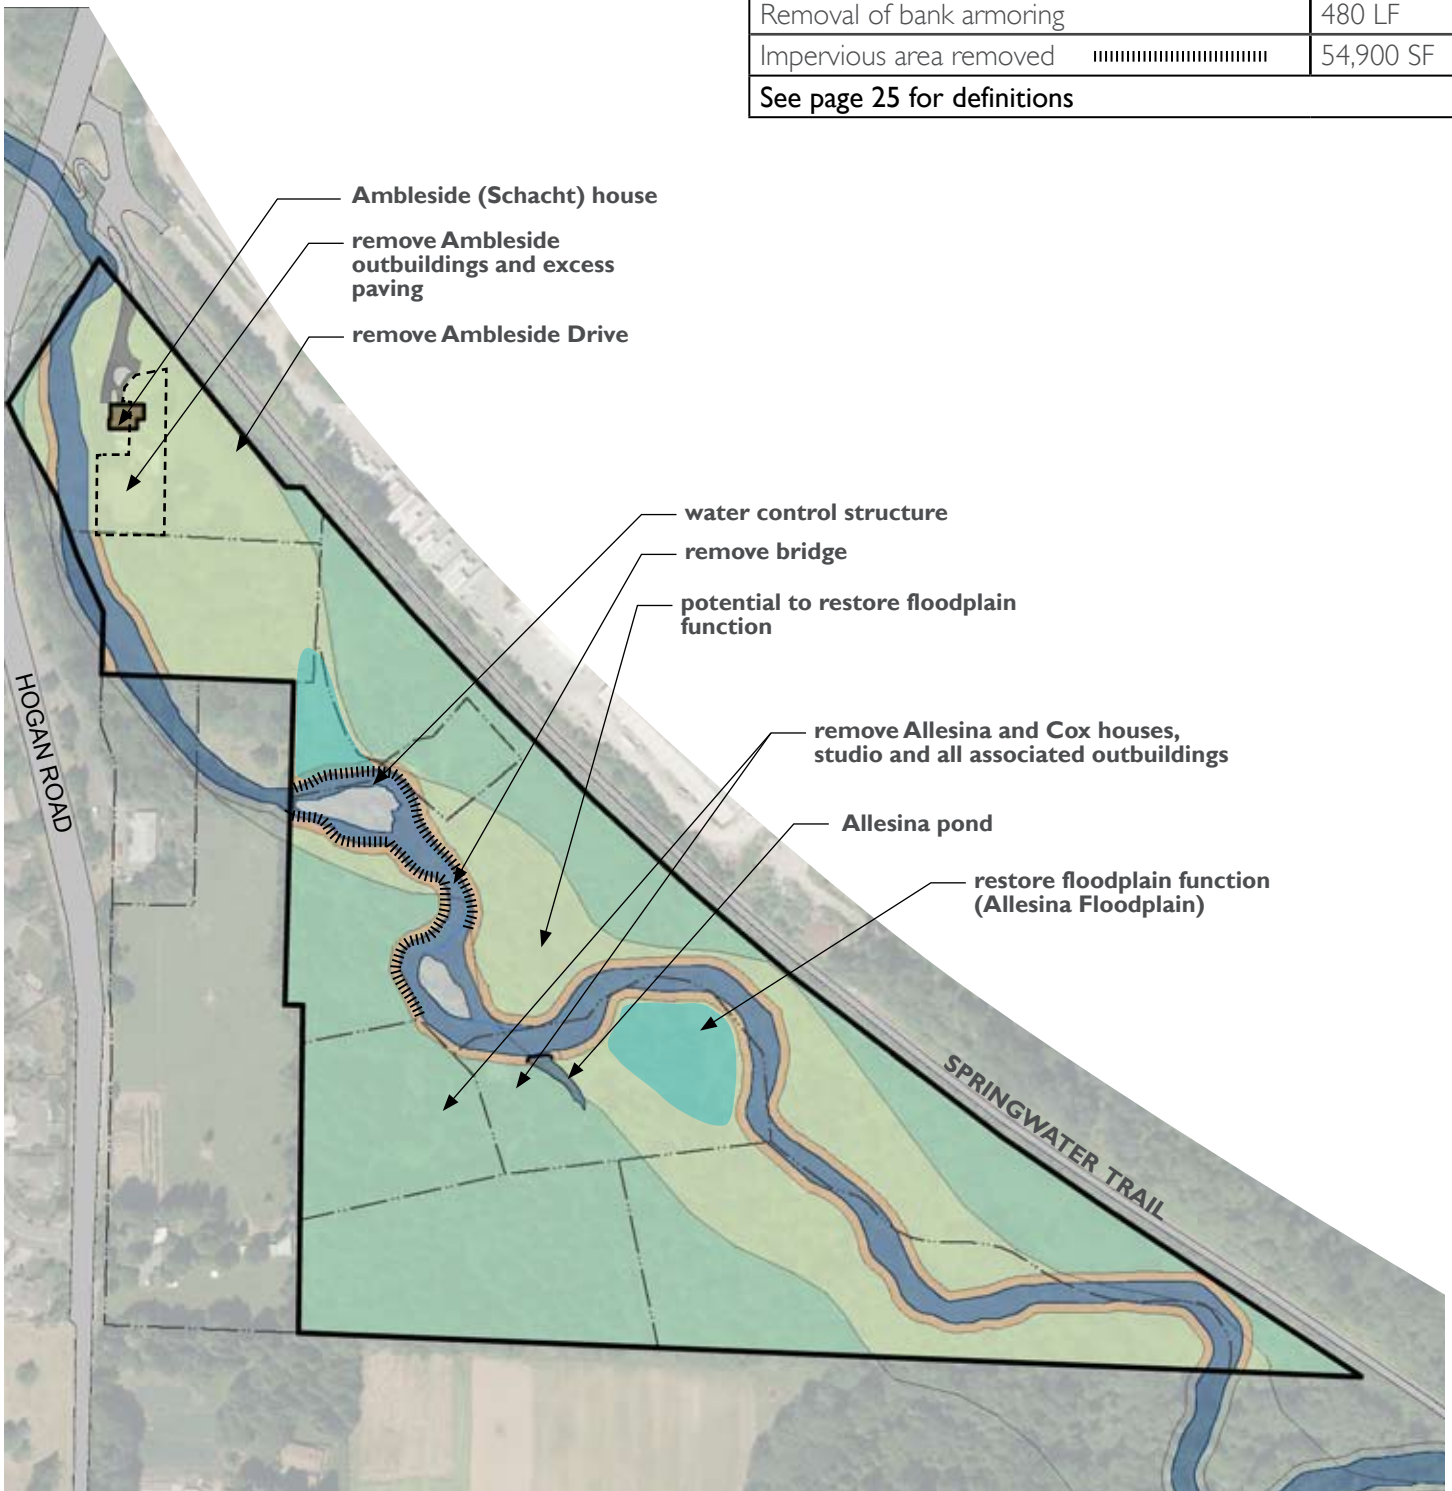 Removal of bank armoring 480 LF
Impervious area removed 54,900 SF
See page 25 for definitions
Ambleside (Schacht) house
remove Ambleside
outbuildings and excess
paving
remove Ambleside Drive
water control structure
remove bridge
potential to restore floodplain
function
HOGAN ROAD
remove Allesina and Cox houses,
studio and all associated outbuildings
Allesina pond
restore floodplain function
(Allesina Floodplain)
SPRINGWATER TRAIL